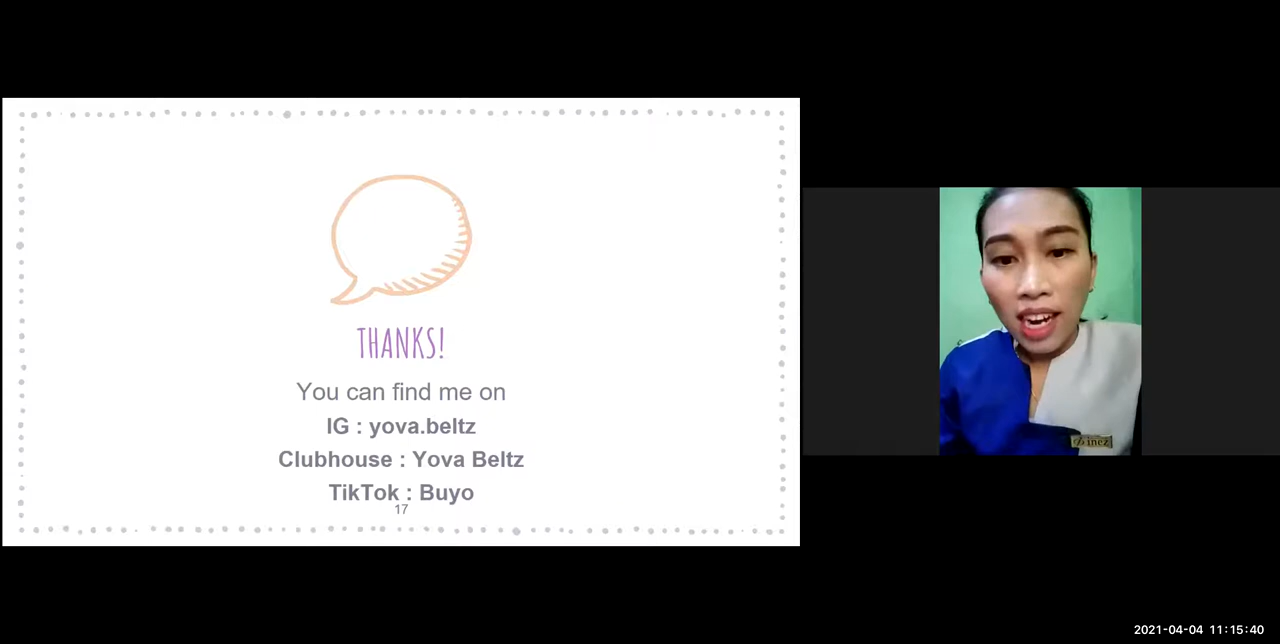 THANKS!
You can find me on
IG : yova.beltz
Clubhouse : Yova Beltz
TikTok : Buyo
17
inez
2021-04-04 11:15:40